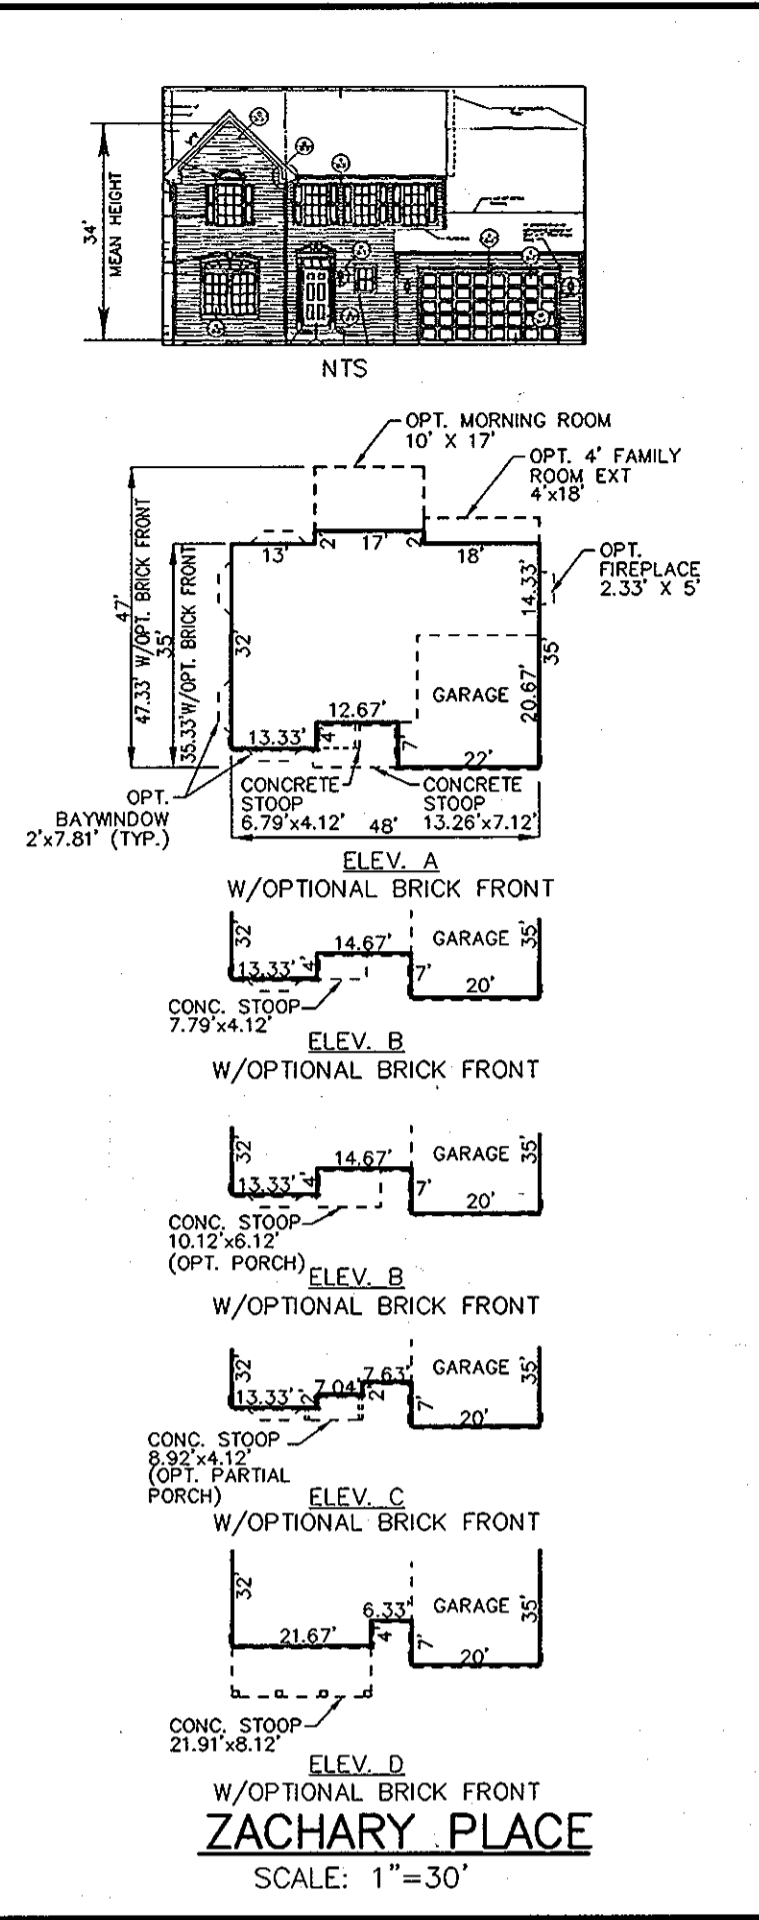 34'
MEAN HEIGHT
NTS
OPT. MORNING ROOM
10' X 17'
OPT. 4' FAMILY
ROOM EXT
4'x18'
OPT.
FIREPLACE
2.33' X 5'
47'
47.33' W/OPT. BRICK FRONT
35'
35.33'W/OPT. BRICK FRONT
13'
2'
17'
2'
18'
14.33'
32'
35'
GARAGE
20.67'
12.67'
13.33'
4'
7'
22'
OPT.
BAYWINDOW
2'x7.81' (TYP.)
CONCRETE
STOOP
6.79'x4.12'
CONCRETE
STOOP
13.26'x7.12'
48'
ELEV. A
W/OPTIONAL BRICK FRONT
32'
14.67'
GARAGE
35'
13.33'
4'
7'
20'
CONC. STOOP
7.79'x4.12'
ELEV. B
W/OPTIONAL BRICK FRONT
32'
14.67'
GARAGE
35'
13.33'
4'
7'
20'
CONC. STOOP
10.12'x6.12'
(OPT. PORCH)
ELEV. B
W/OPTIONAL BRICK FRONT
32'
7.63'
GARAGE
35'
13.33'
2'
7.04'
2'
7'
20'
CONC. STOOP
8.92'x4.12'
(OPT. PARTIAL
PORCH)
ELEV. C
W/OPTIONAL BRICK FRONT
32'
6.33'
GARAGE
35'
21.67'
4'
7'
20'
CONC. STOOP
21.91'x8.12'
ELEV. D
W/OPTIONAL BRICK FRONT
ZACHARY PLACE
SCALE: 1"=30'